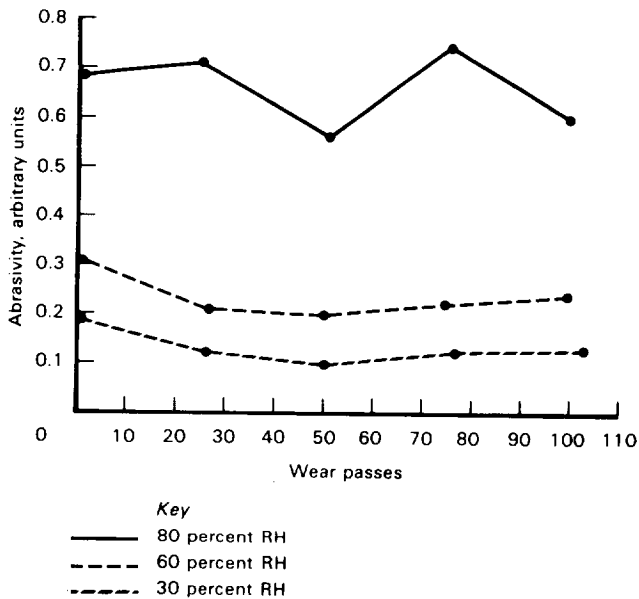 0.8
0.7
0.6
0.5
0.4
0.3
0.2
0.1
0
Abrasivity, arbitrary units
10 20 30 40 50 60 70 80 90 100 110
Wear passes
Key
80 percent RH
60 percent RH
30 percent RH